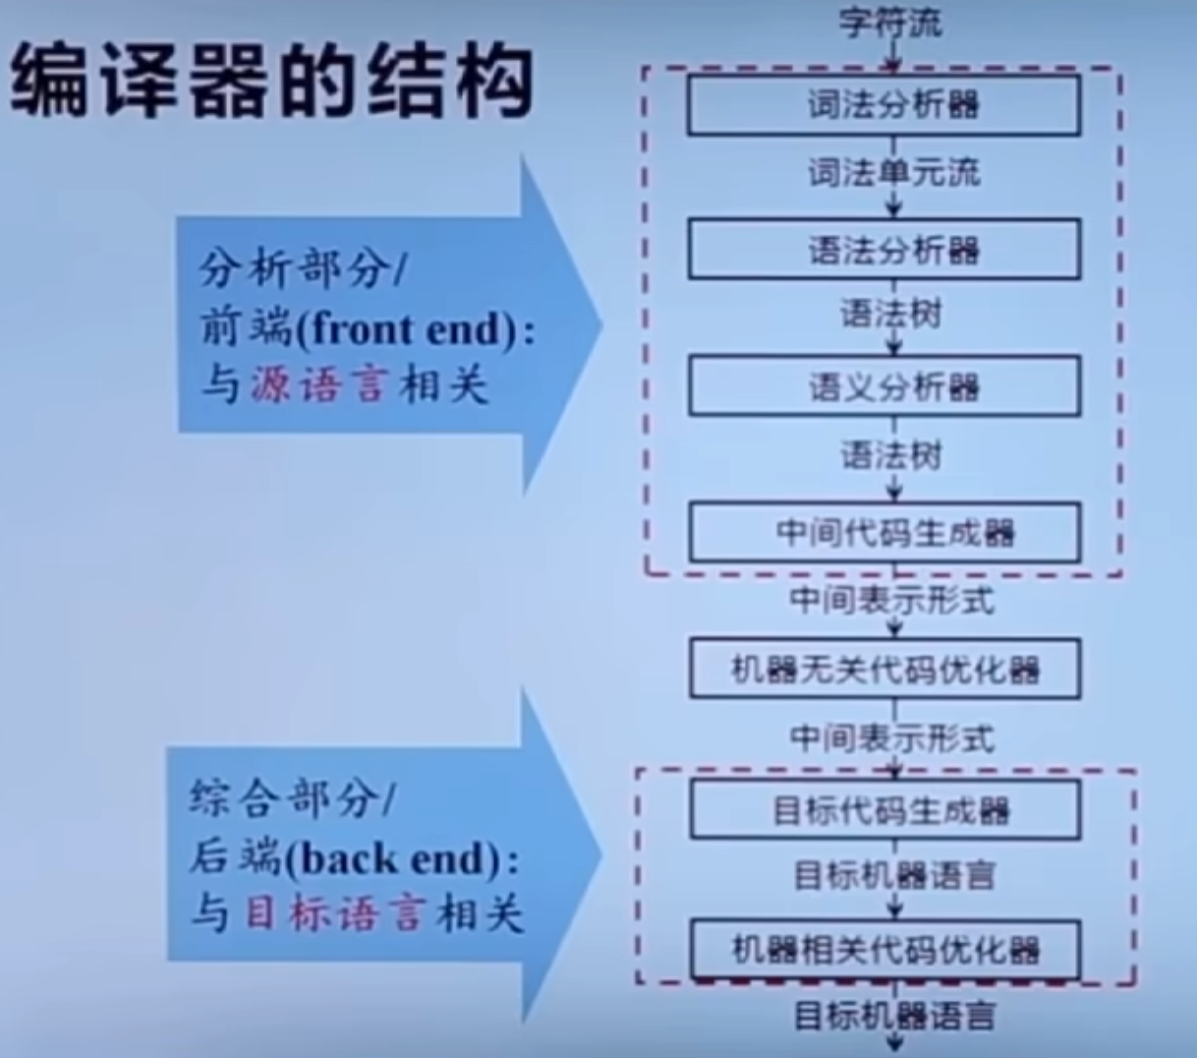 编译器的结构
分析部分/
前端(front end):
与源语言相关
综合部分/
后端(back end):
与目标语言相关
字符流
词法分析器
词法单元流
语法分析器
语法树
语义分析器
语法树
中间代码生成器
中间表示形式
机器无关代码优化器
中间表示形式
目标代码生成器
目标机器语言
机器相关代码优化器
目标机器语言